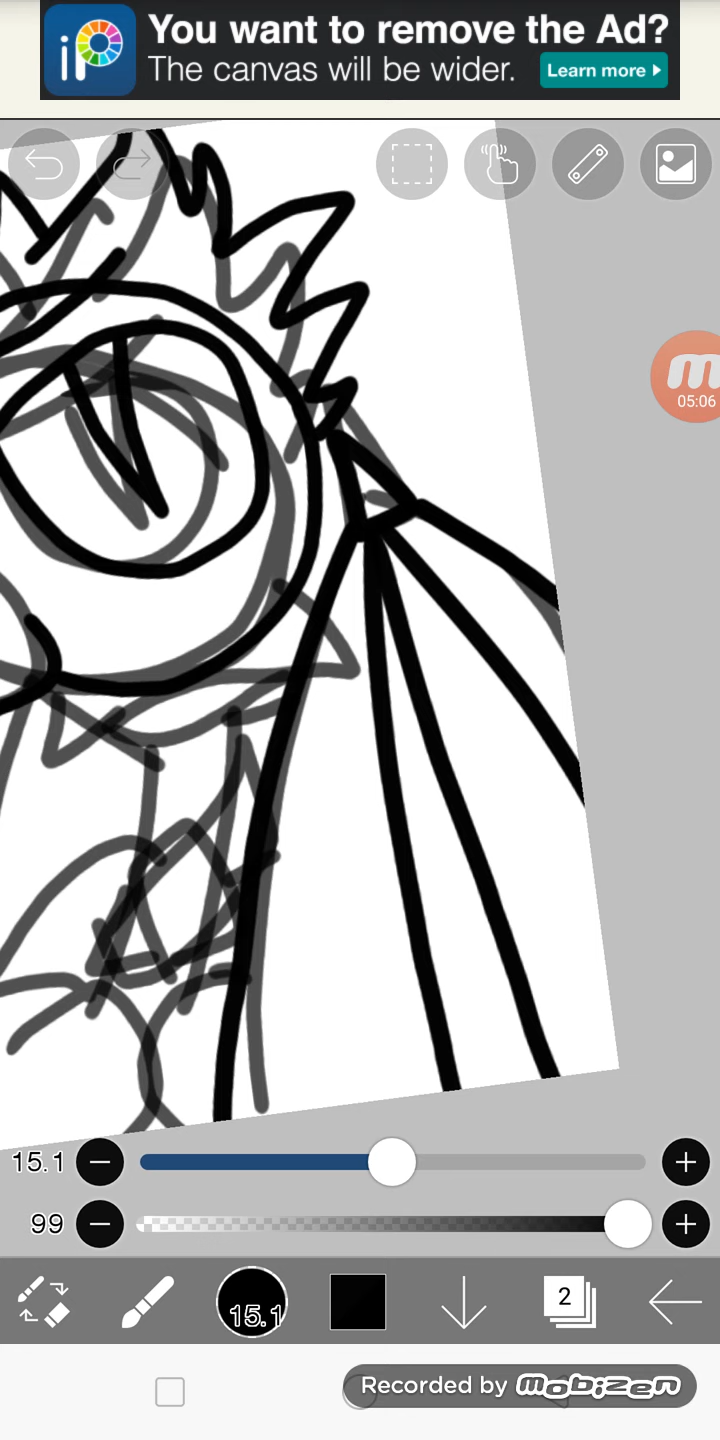 iP
You want to remove the Ad?
The canvas will be wider.
Learn more
05:06
15.1
99
15.1
2
Recorded by mobizen